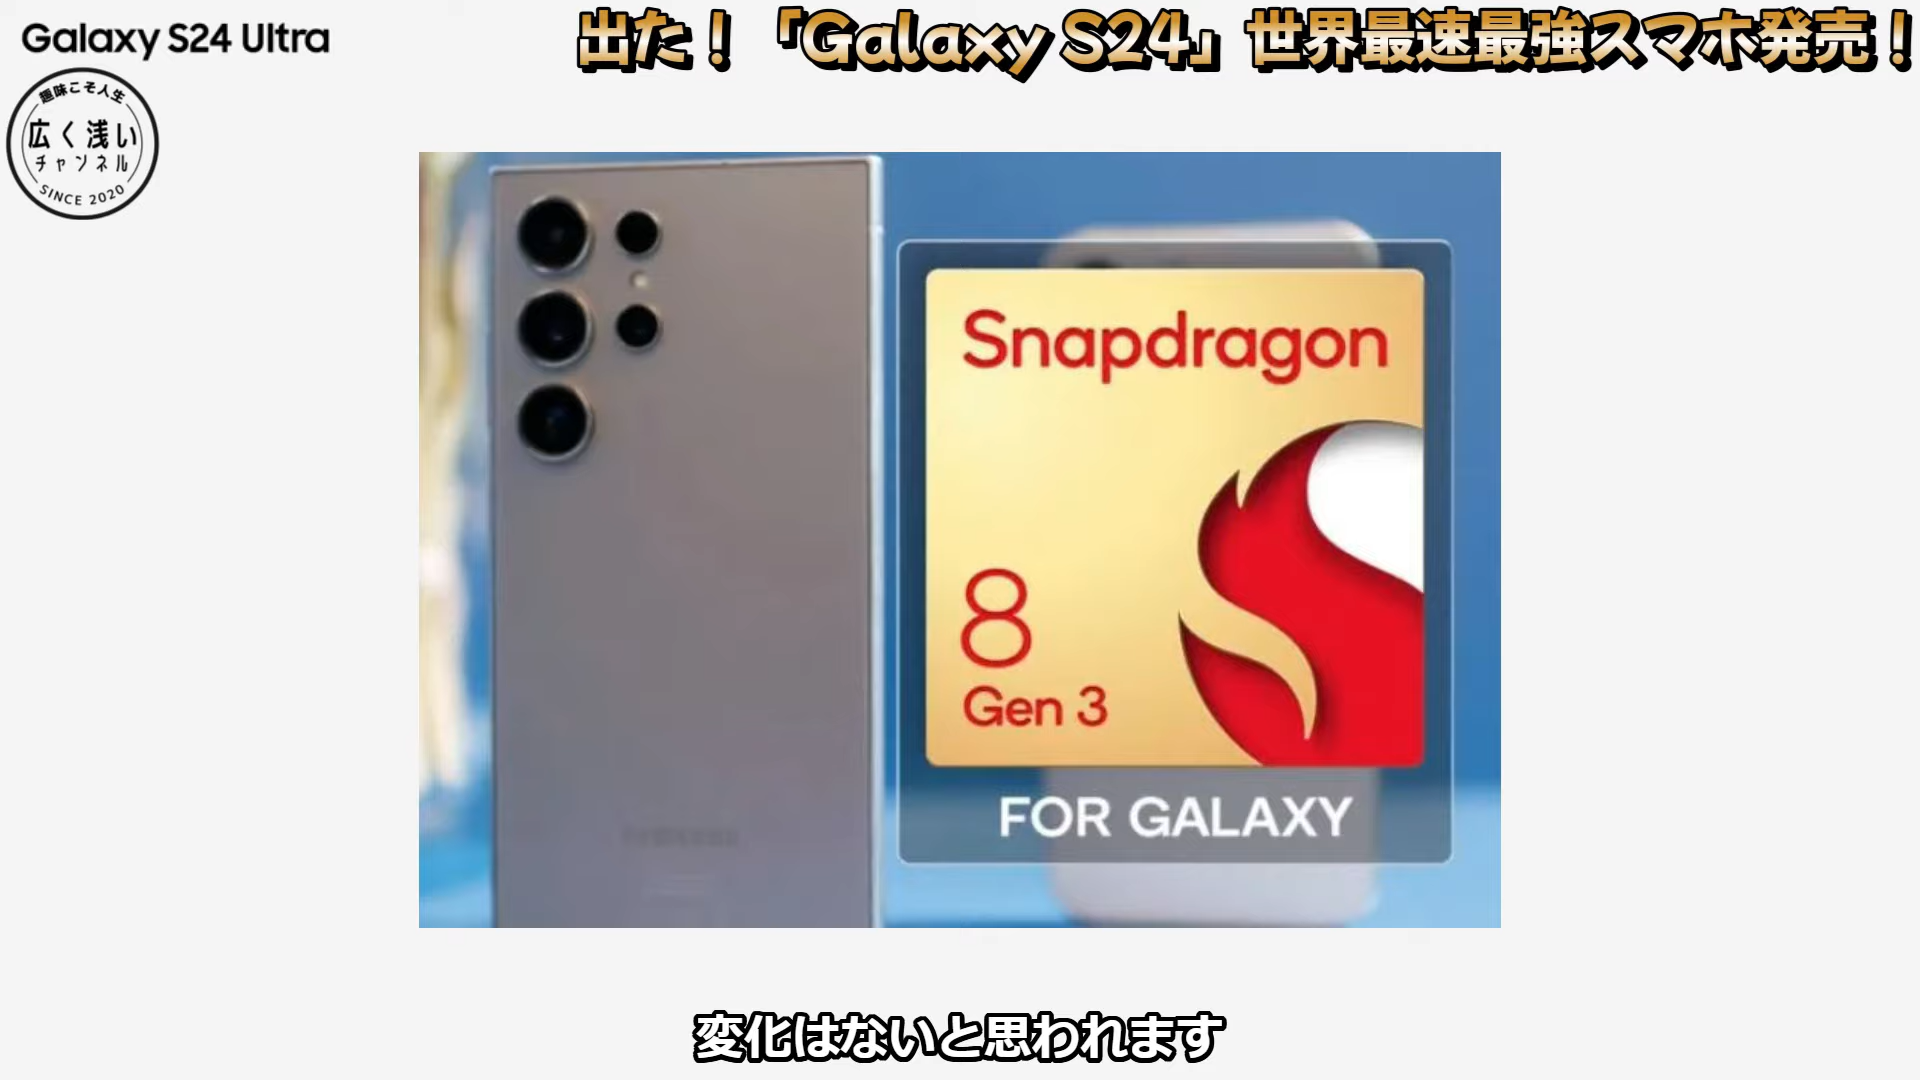 Galaxy S24 Ultra
出た！「Galaxy S24」世界最速最強スマホ発売！
趣味こそ人生
広く浅い
チャンネル
SINCE 2020
Snapdragon
8
Gen 3
FOR GALAXY
SAMSUNG
変化はないと思われます